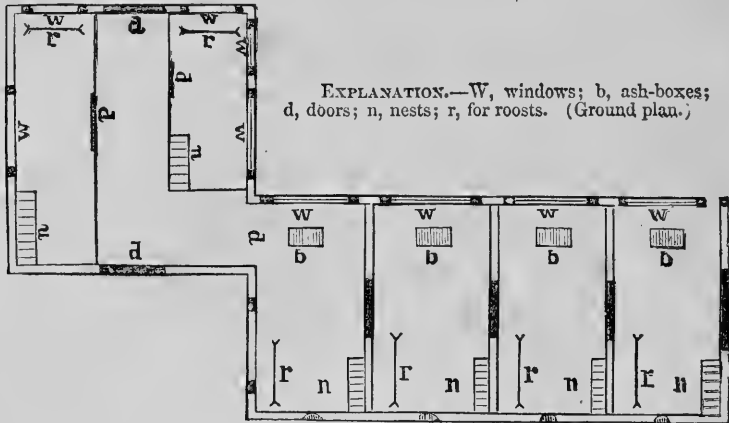 w w
r d r
w
d d
EXPLANATION.—W, windows; b, ash-boxes;
d, doors; n, nests; r, for roosts. (Ground plan.)
w w
n
n
w w w w
d d
b b b b
r n r n r n r n